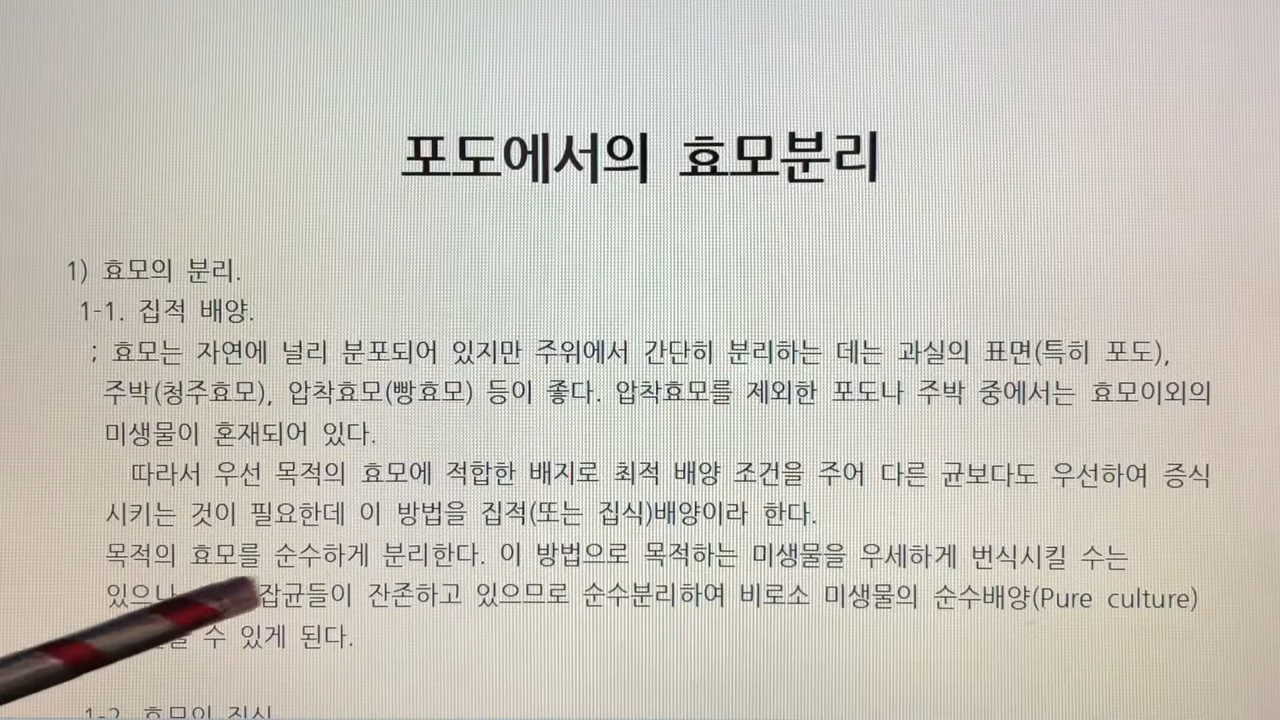 포도에서의 효모분리
1) 효모의 분리.
1-1. 집적 배양.
; 효모는 자연에 널리 분포되어 있지만 주위에서 간단히 분리하는 데는 과실의 표면(특히 포도),
주박(청주효모), 압착효모(빵효모) 등이 좋다. 압착효모를 제외한 포도나 주박 중에서는 효모이외의
미생물이 혼재되어 있다.
따라서 우선 목적의 효모에 적합한 배지로 최적 배양 조건을 주어 다른 균보다도 우선하여 증식
시키는 것이 필요한데 이 방법을 집적(또는 집식)배양이라 한다.
목적의 효모를 순수하게 분리한다. 이 방법으로 목적하는 미생물을 우세하게 번식시킬 수는
있으나 잡균들이 잔존하고 있으므로 순수분리하여 비로소 미생물의 순수배양(Pure culture)
수 있게 된다.
1-2. 효모의